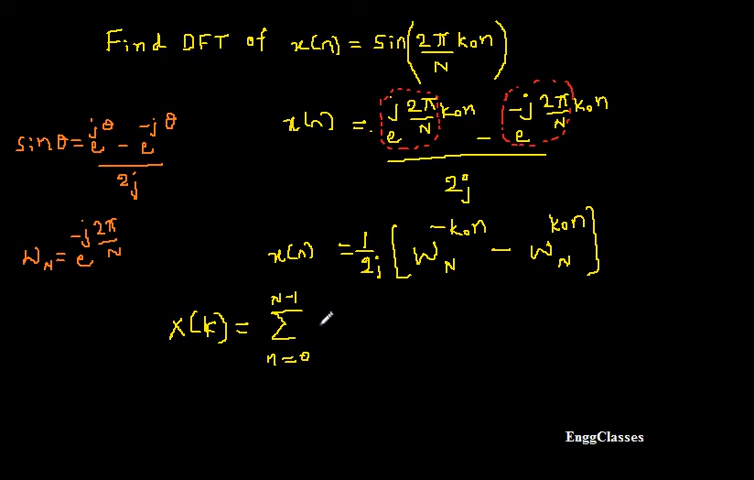 Find DFT of x(n) = sin(2π/N k₀n)
sinθ = e^{jθ} - e^{-jθ} / 2j
x(n) = e^{j 2π/N k₀n} - e^{-j 2π/N k₀n} / 2j
W_N = e^{-j 2π/N}
x(n) = 1/2j [W_N^{-k₀n} - W_N^{k₀n}]
X(k) = Σ_{n=0}^{N-1}
EnggClasses